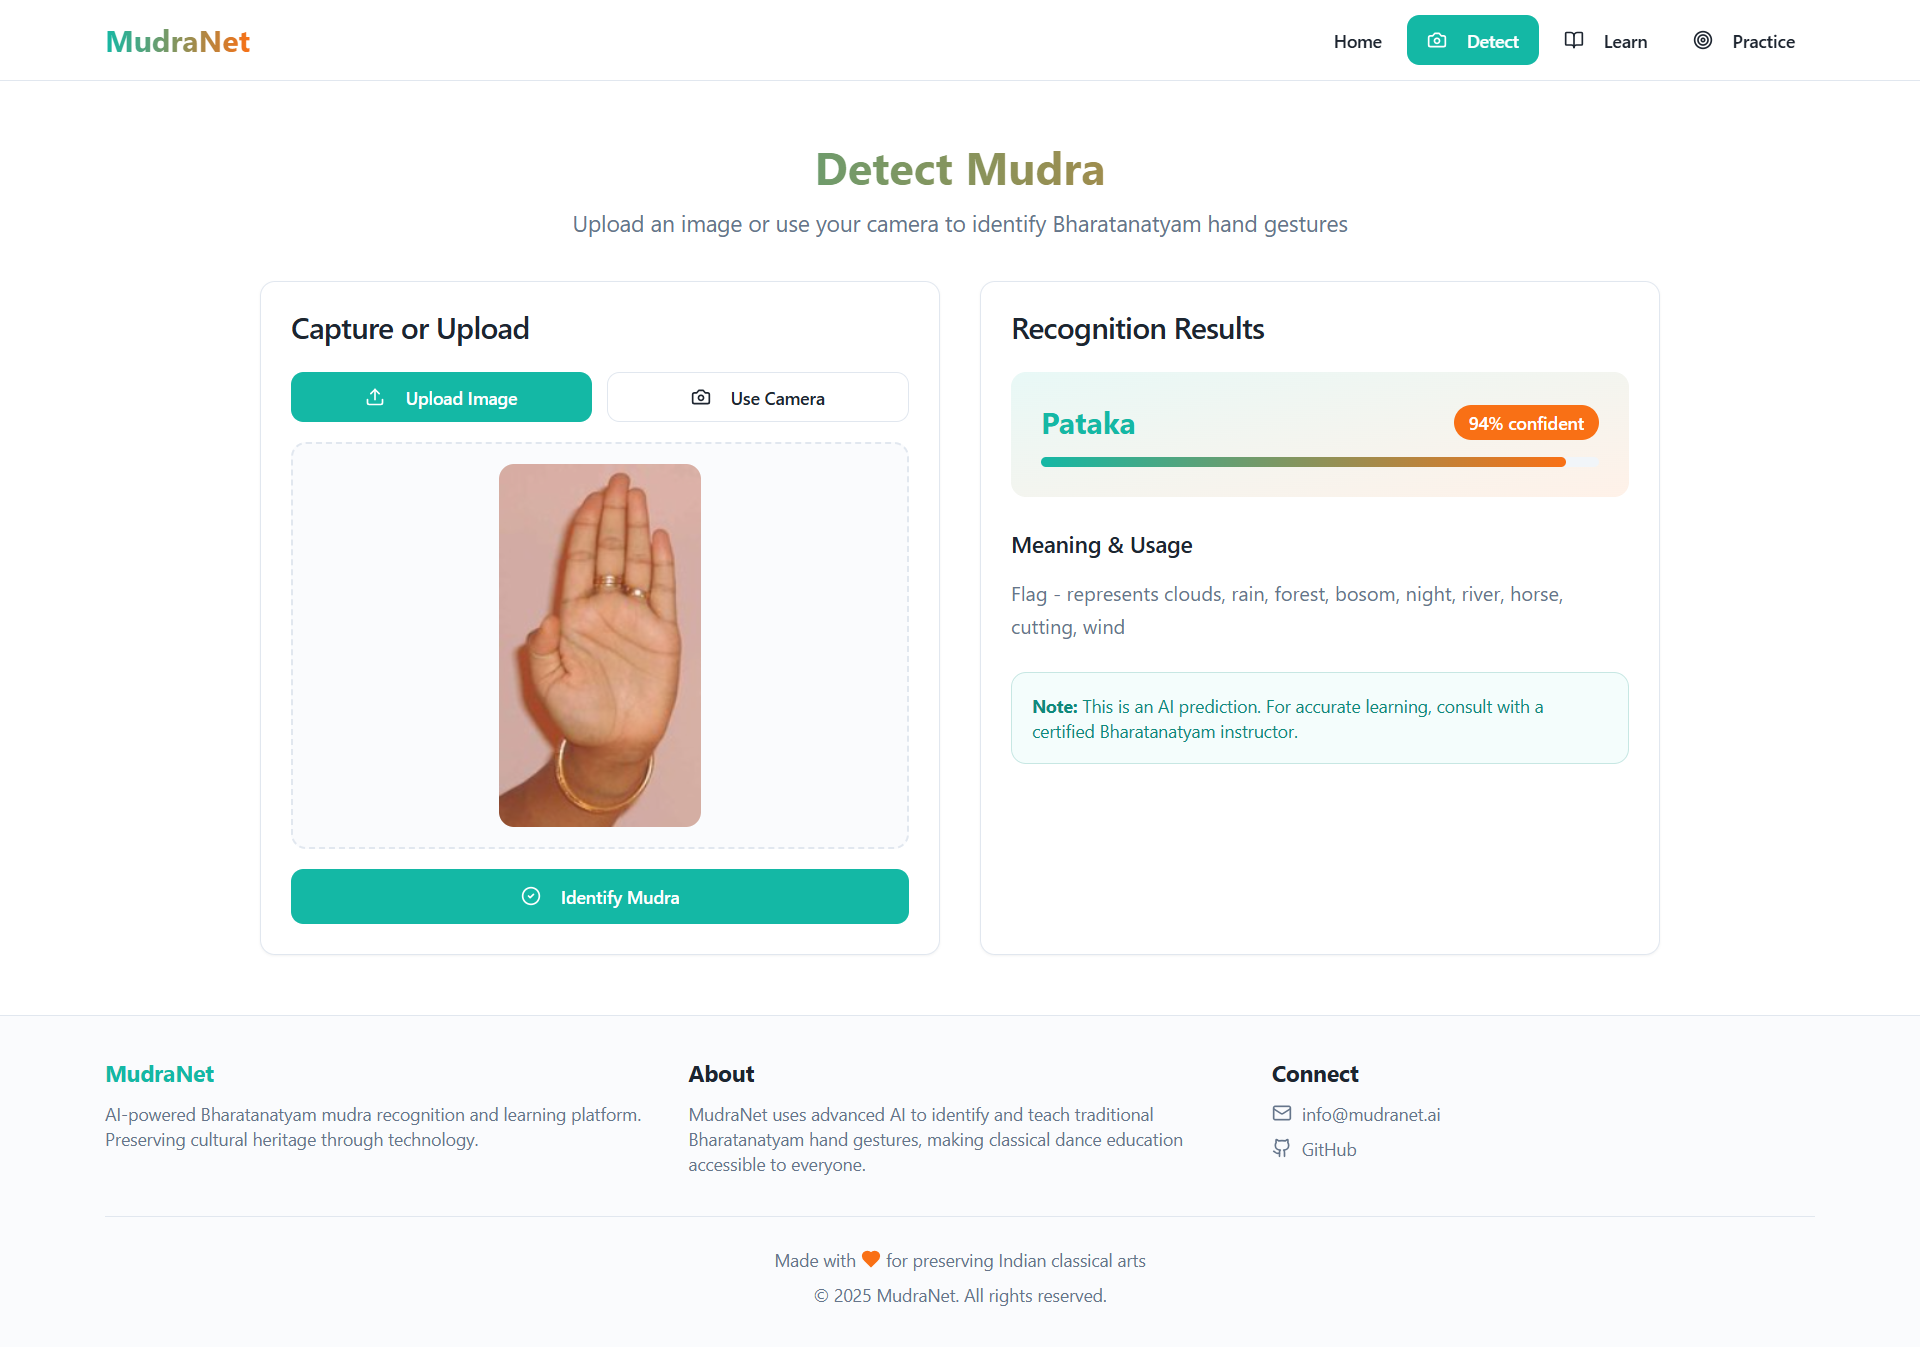 MudraNet
Home
Detect
Learn
Practice
Detect Mudra
Upload an image or use your camera to identify Bharatanatyam hand gestures
Capture or Upload
Upload Image
Use Camera
Identify Mudra
Recognition Results
Pataka
94% confident
Meaning & Usage
Flag - represents clouds, rain, forest, bosom, night, river, horse,
cutting, wind
Note: This is an AI prediction. For accurate learning, consult with a
certified Bharatanatyam instructor.
MudraNet
AI-powered Bharatanatyam mudra recognition and learning platform.
Preserving cultural heritage through technology.
About
MudraNet uses advanced AI to identify and teach traditional
Bharatanatyam hand gestures, making classical dance education
accessible to everyone.
Connect
info@mudranet.ai
GitHub
Made with 🧡 for preserving Indian classical arts
© 2025 MudraNet. All rights reserved.